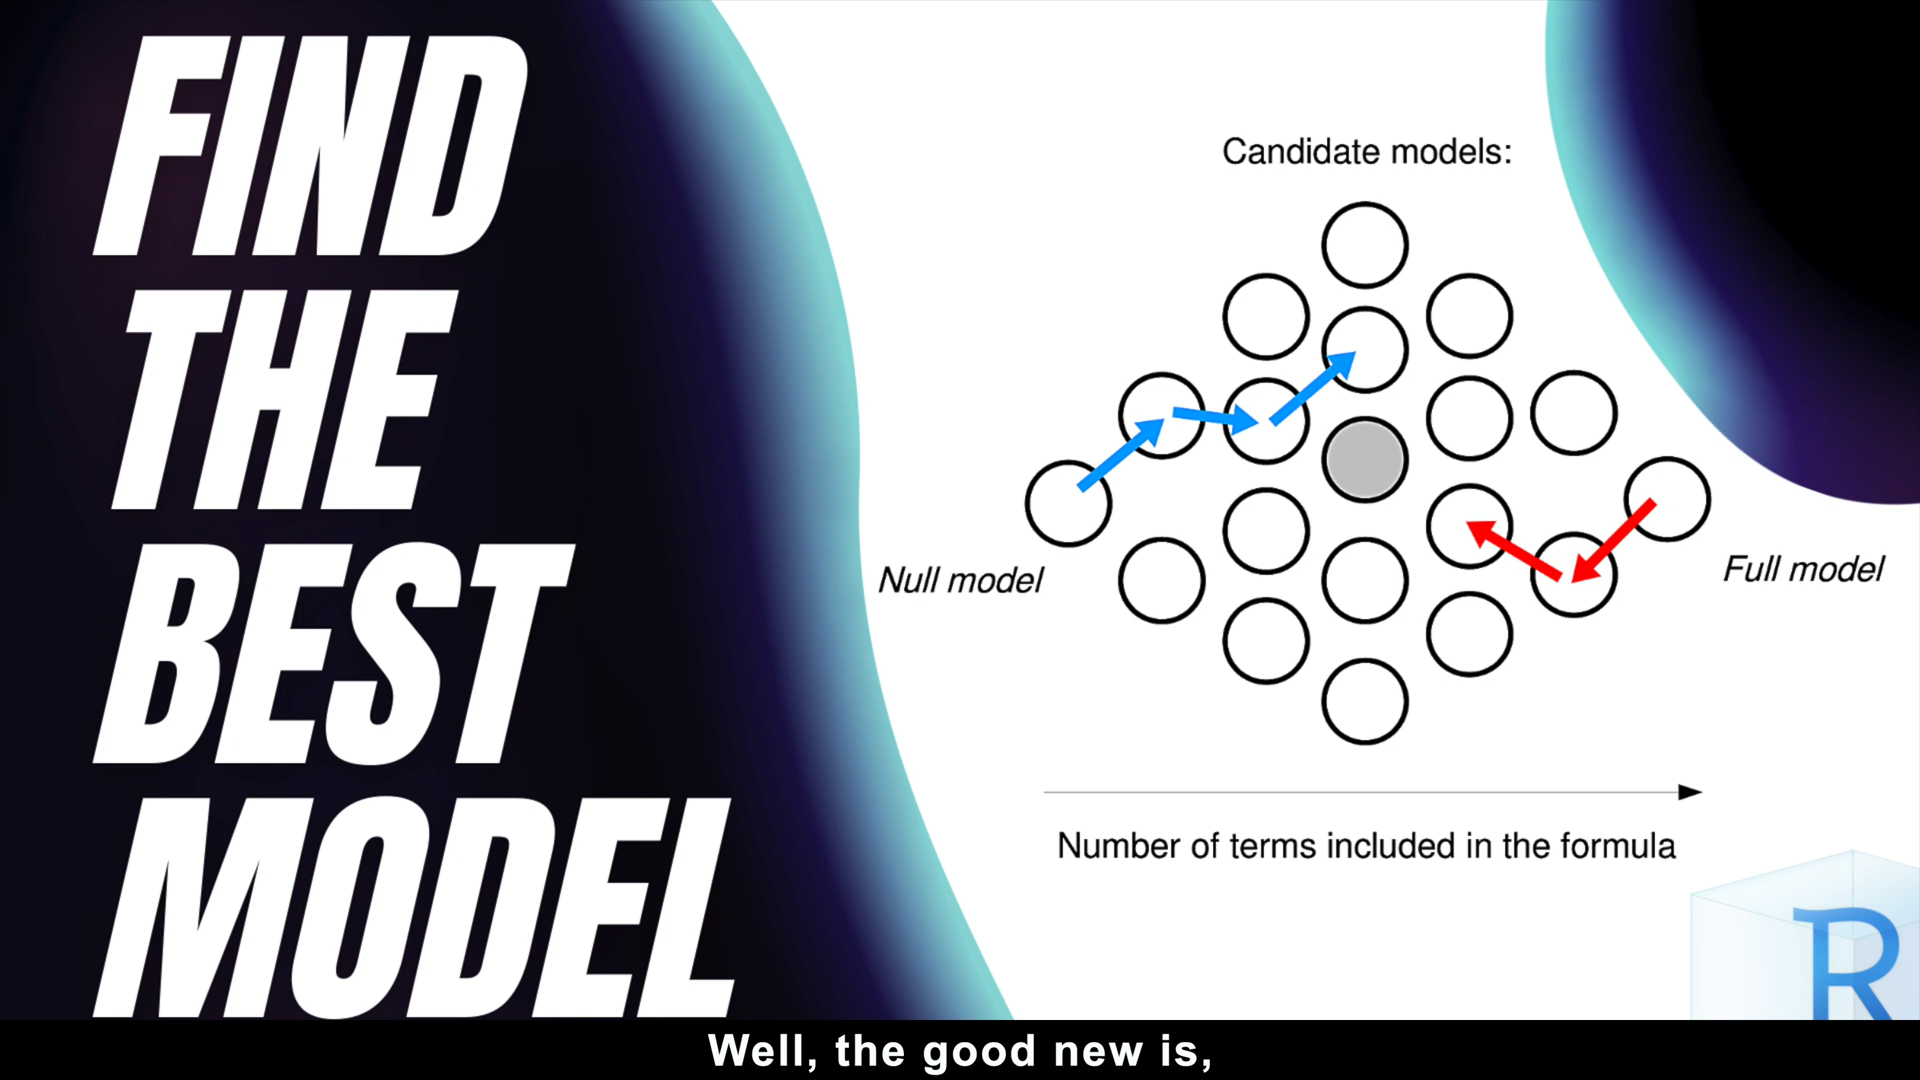 FIND
THE
BEST
MODEL
Candidate models:
Null model
Full model
Number of terms included in the formula
R
Well, the good new is,